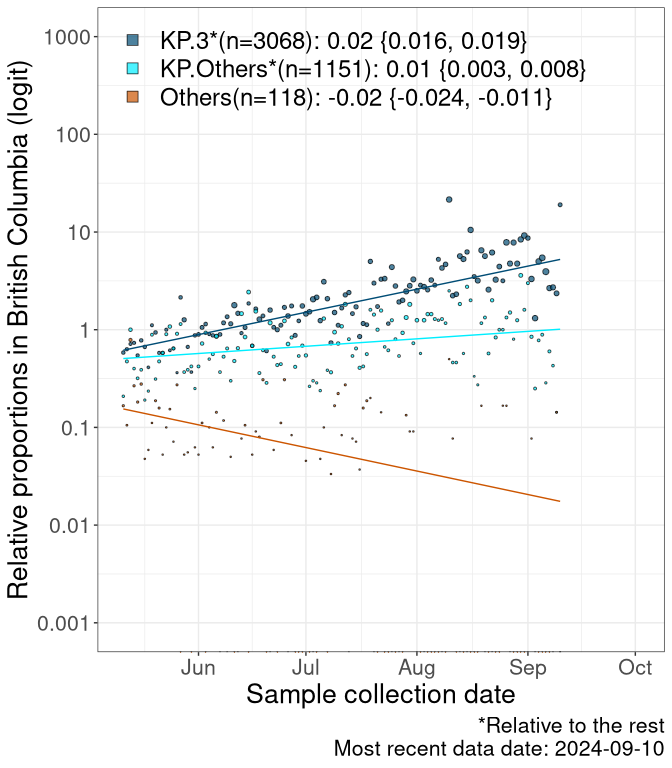 1000
100
10
1
0.1
0.01
0.001
Relative proportions in British Columbia (logit)
KP.3*(n=3068): 0.02 {0.016, 0.019}
KP.Others*(n=1151): 0.01 {0.003, 0.008}
Others(n=118): -0.02 {-0.024, -0.011}
Jun Jul Aug Sep Oct
Sample collection date
*Relative to the rest
Most recent data date: 2024-09-10